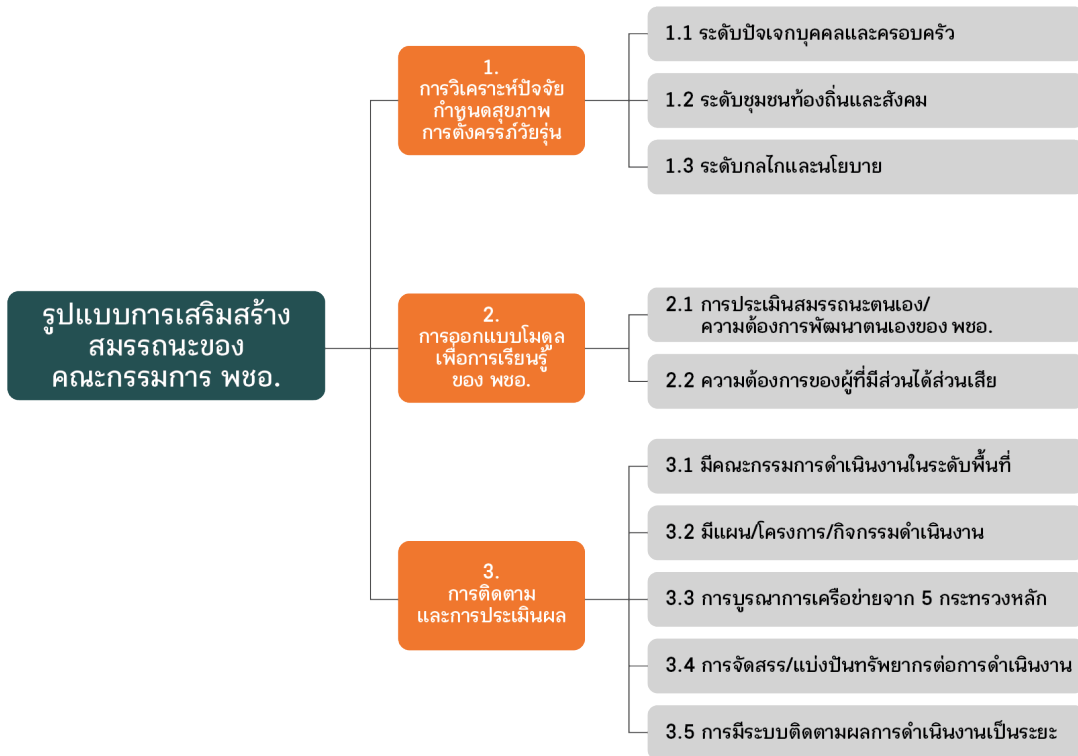 รูปแบบการเสริมสร้าง
สมรรถนะของ
คณะกรรมการ พชอ.
1.
การวิเคราะห์ปัจจัย
กำหนดสุขภาพ
การตั้งครรภ์วัยรุ่น
1.1 ระดับปัจเจกบุคคลและครอบครัว
1.2 ระดับชุมชนท้องถิ่นและสังคม
1.3 ระดับกลไกและนโยบาย
2.
การออกแบบโมดูล
เพื่อการเรียนรู้
ของ พชอ.
2.1 การประเมินสมรรถนะตนเอง/
ความต้องการพัฒนาตนเองของ พชอ.
2.2 ความต้องการของผู้ที่มีส่วนได้ส่วนเสีย
3.
การติดตาม
และการประเมินผล
3.1 มีคณะกรรมการดำเนินงานในระดับพื้นที่
3.2 มีแผน/โครงการ/กิจกรรมดำเนินงาน
3.3 การบูรณาการเครือข่ายจาก 5 กระทรวงหลัก
3.4 การจัดสรร/แบ่งปันทรัพยากรต่อการดำเนินงาน
3.5 การมีระบบติดตามผลการดำเนินงานเป็นระยะ